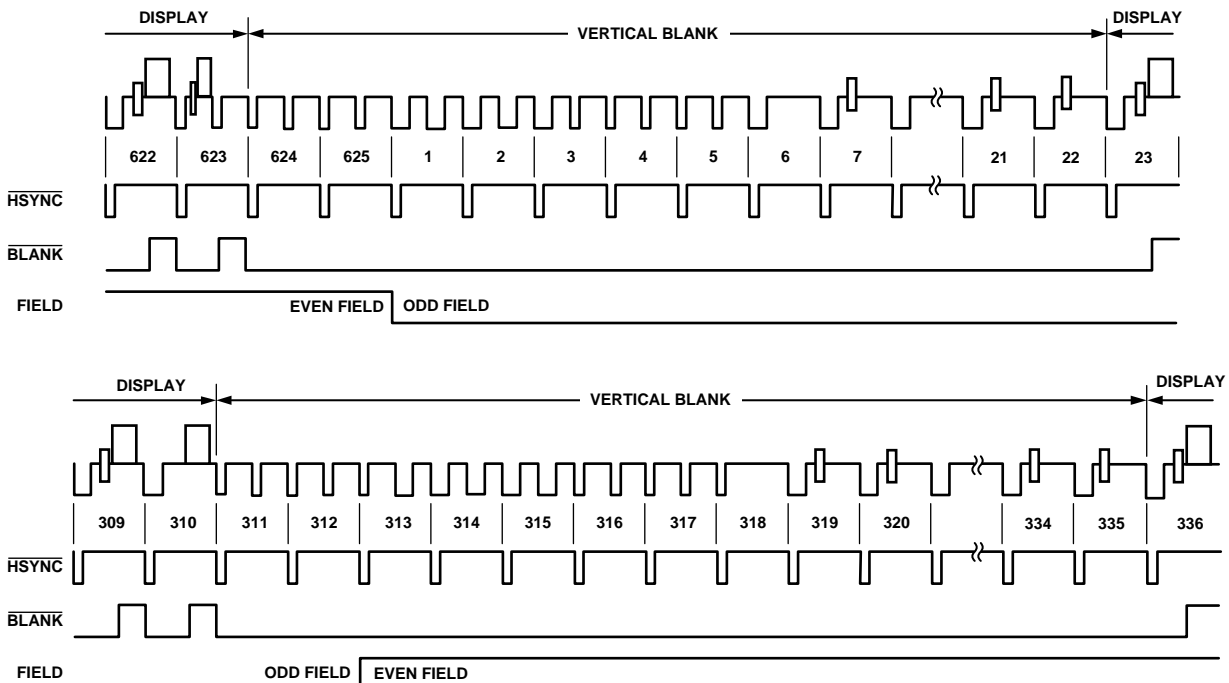 DISPLAY VERTICAL BLANK DISPLAY
622 623 624 625 1 2 3 4 5 6 7 21 22 23
HSYNC
BLANK
FIELD EVEN FIELD ODD FIELD
DISPLAY VERTICAL BLANK DISPLAY
309 310 311 312 313 314 315 316 317 318 319 320 334 335 336
HSYNC
BLANK
FIELD ODD FIELD EVEN FIELD